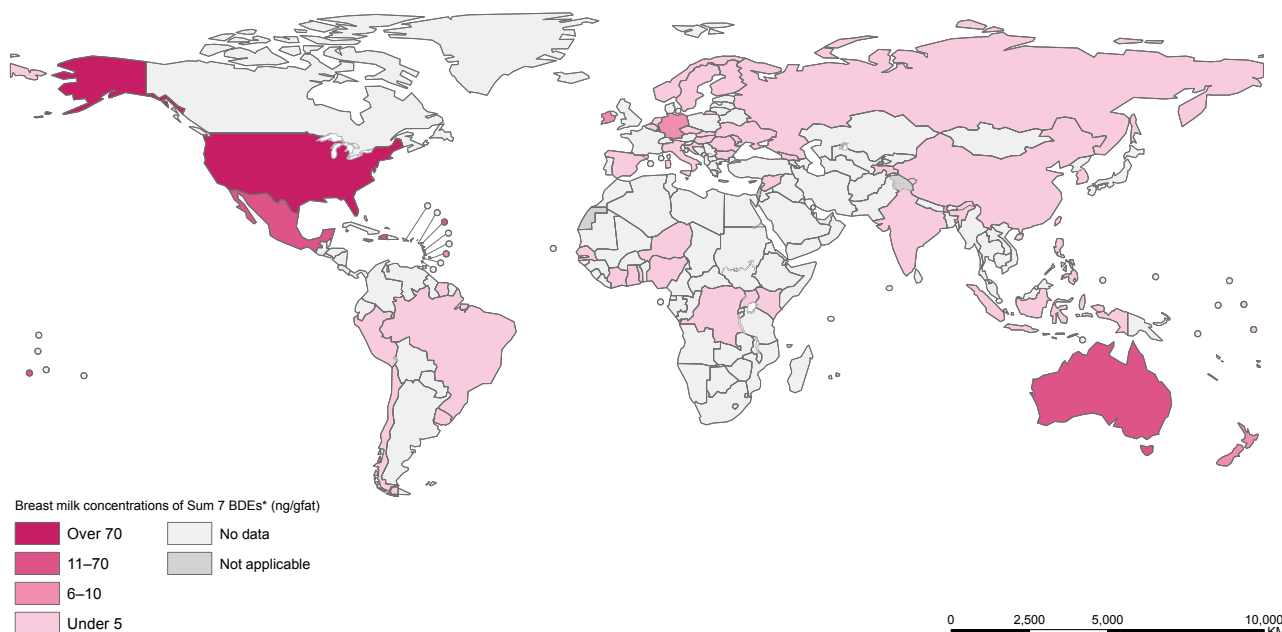 Breast milk concentrations of Sum 7 BDEs* (ng/gfat)
Over 70
11–70
6–10
Under 5
No data
Not applicable
0 2,500 5,000 10,000